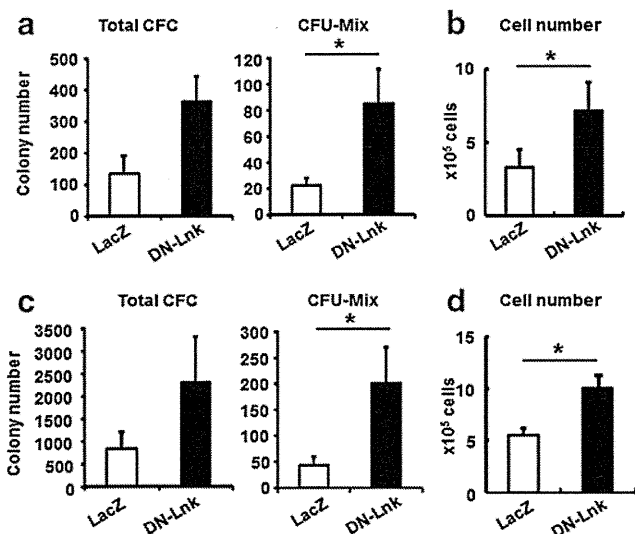 a
Total CFC
CFU-Mix
b
Cell number
Colony number
500
400
300
200
100
0
LacZ
DN-Lnk
120
100
80
60
40
20
0
*
LacZ
DN-Lnk
x10⁵ cells
10
5
0
*
LacZ
DN-Lnk
c
Total CFC
CFU-Mix
d
Cell number
Colony number
3500
3000
2500
2000
1500
1000
500
0
LacZ
DN-Lnk
300
250
200
150
100
50
0
*
LacZ
DN-Lnk
x10⁵ cells
15
10
5
0
*
LacZ
DN-Lnk